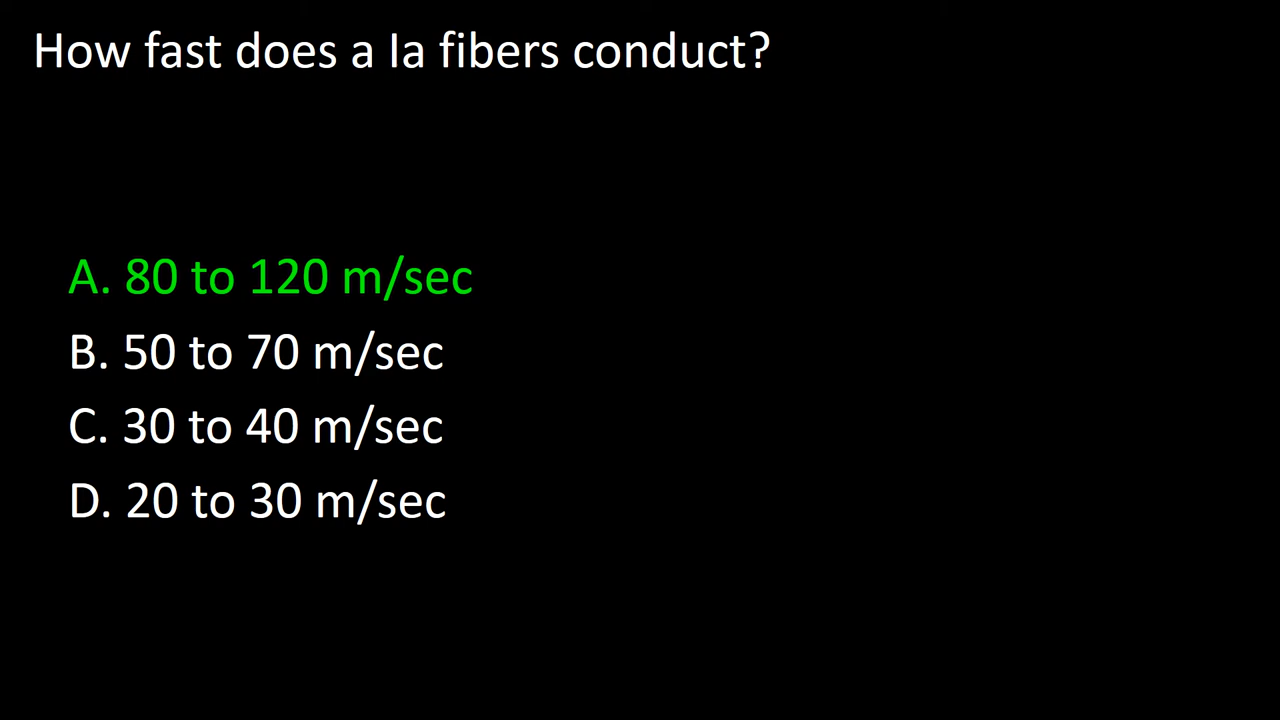 How fast does a Ia fibers conduct?
A. 80 to 120 m/sec
B. 50 to 70 m/sec
C. 30 to 40 m/sec
D. 20 to 30 m/sec